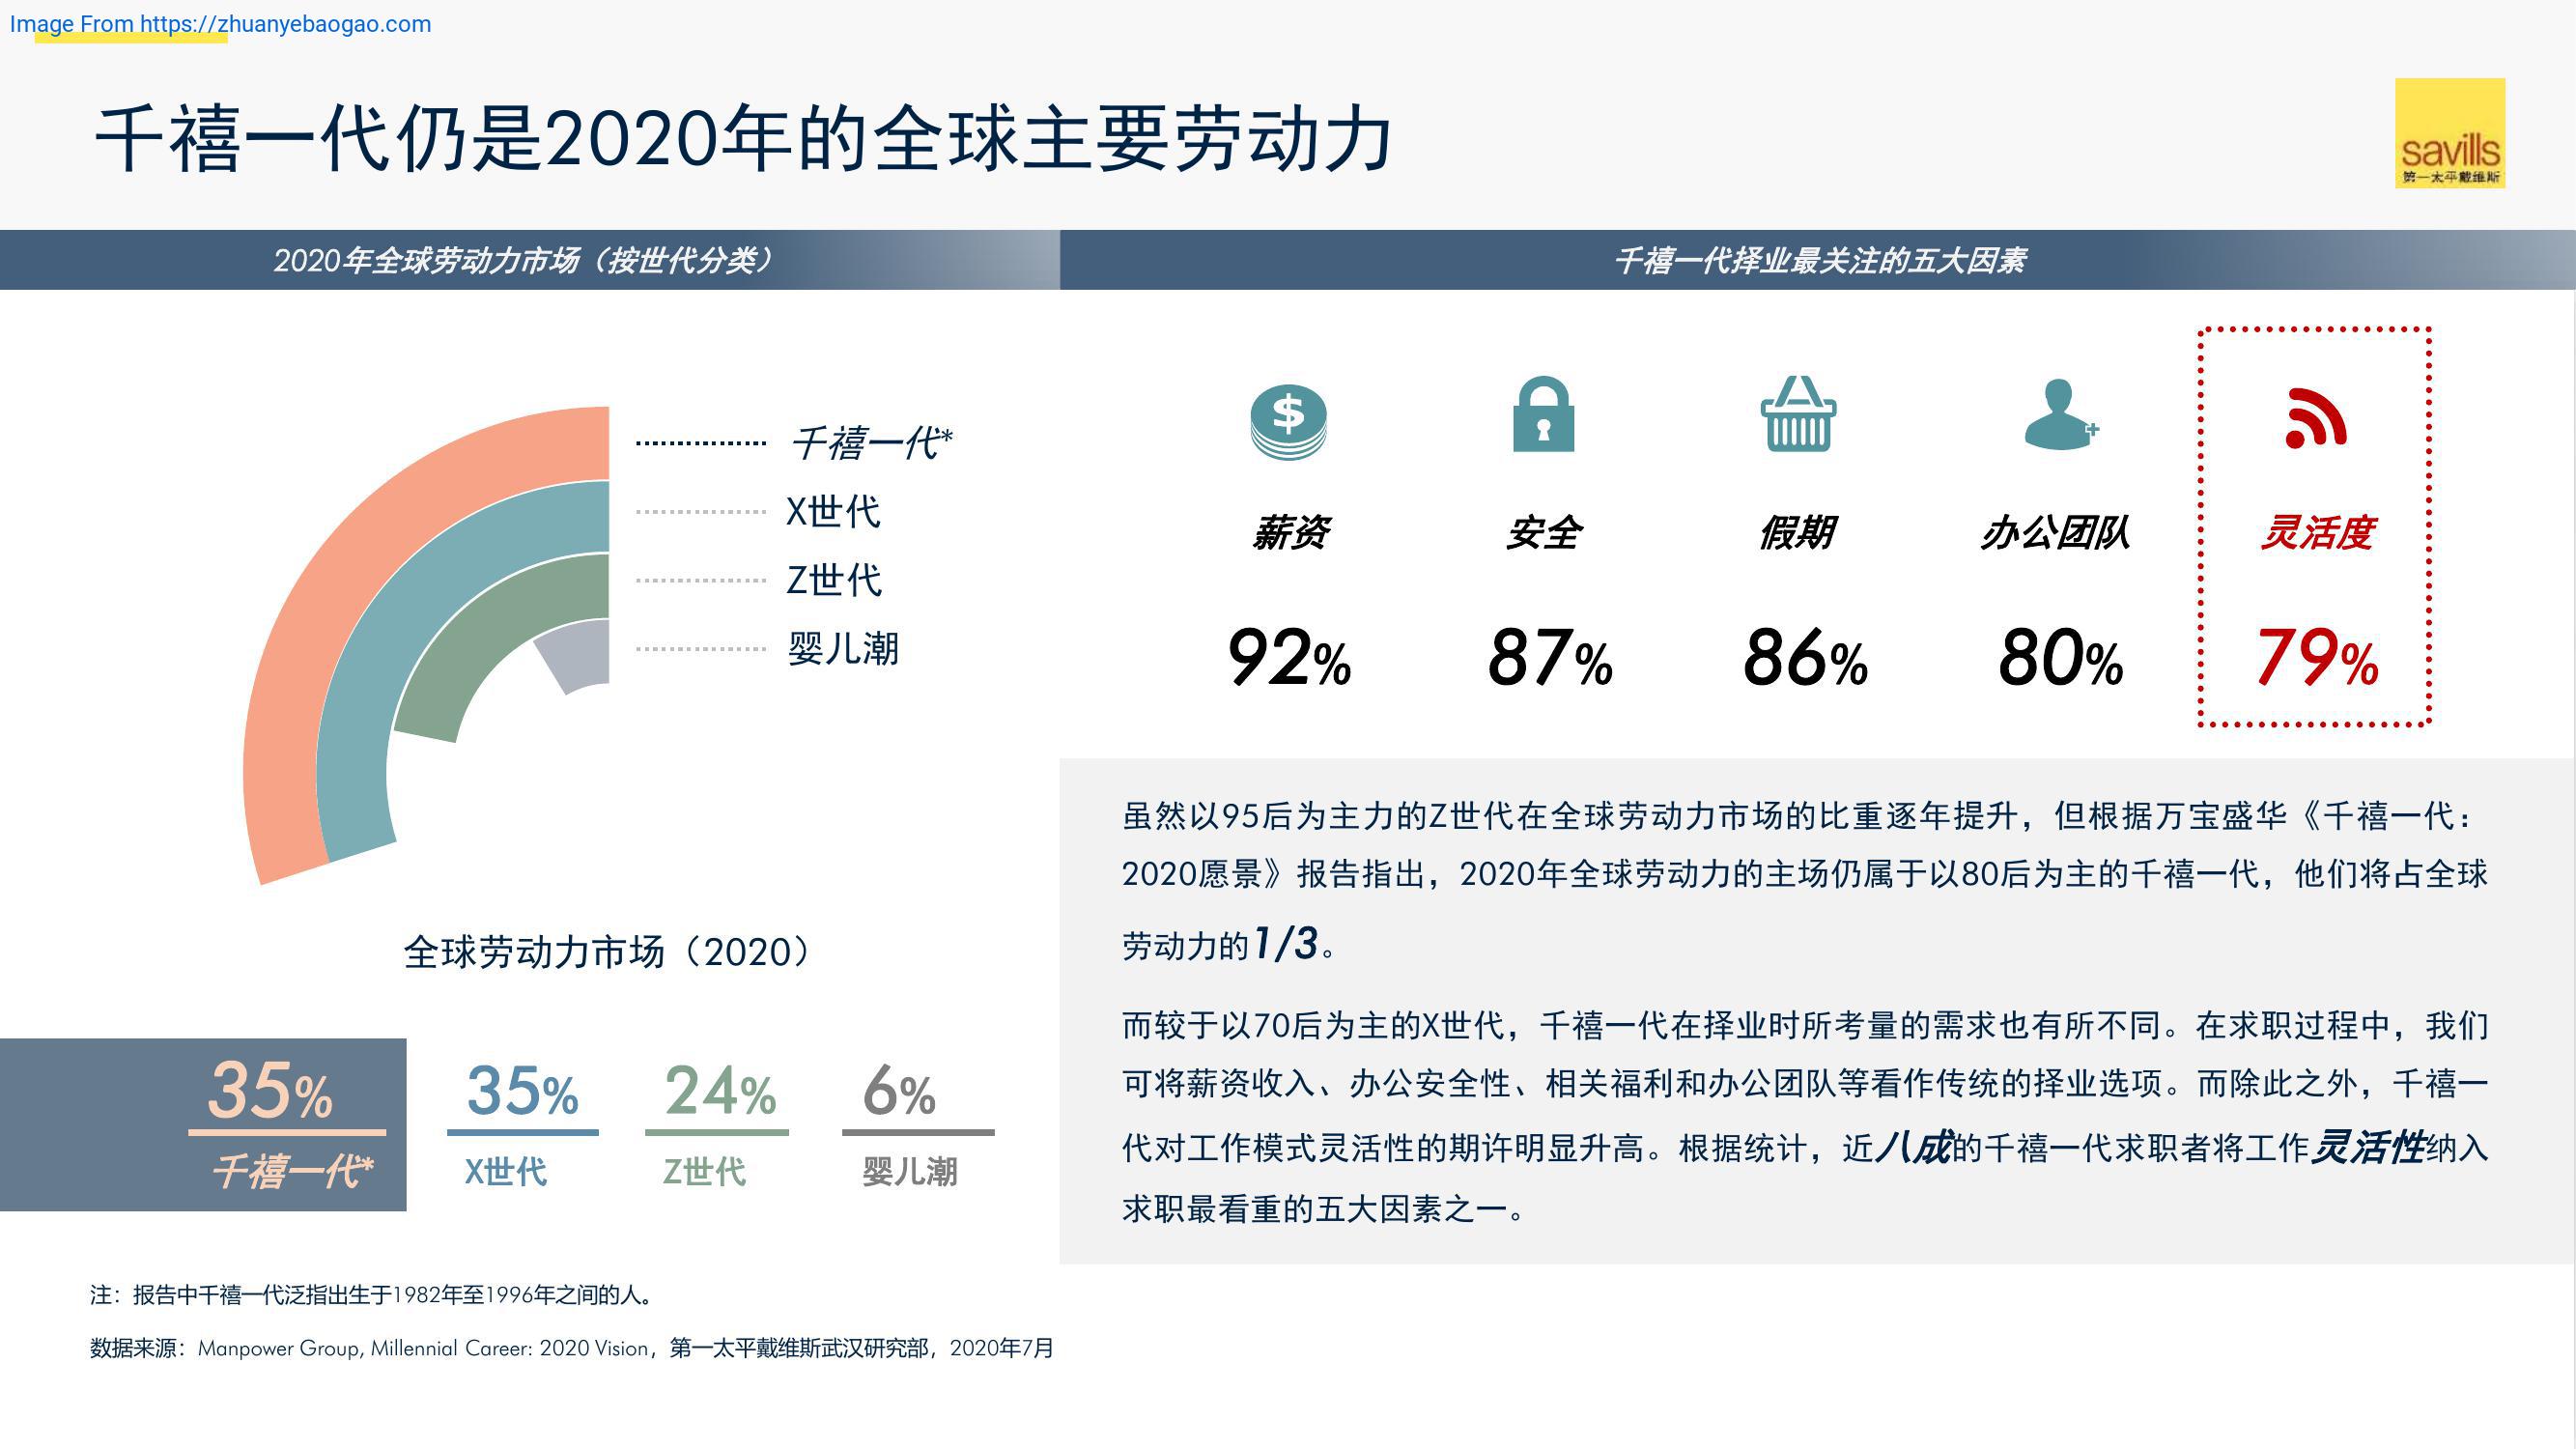 Image From https://zhuanyebaogao.com
千禧一代仍是2020年的全球主要劳动力
savills
第一太平戴维斯
2020年全球劳动力市场（按世代分类）
千禧一代*
X世代
Z世代
婴儿潮
全球劳动力市场（2020）
35% 35% 24% 6%
千禧一代* X世代 Z世代 婴儿潮
千禧一代择业最关注的五大因素
$
薪资 安全 假期 办公团队 灵活度
92% 87% 86% 80% 79%
虽然以95后为主力的Z世代在全球劳动力市场的比重逐年提升，但根据万宝盛华《千禧一代：
2020愿景》报告指出，2020年全球劳动力的主场仍属于以80后为主的千禧一代，他们将占全球
劳动力的1/3。
而较于以70后为主的X世代，千禧一代在择业时所考量的需求也有所不同。在求职过程中，我们
可将薪资收入、办公安全性、相关福利和办公团队等看作传统的择业选项。而除此之外，千禧一
代对工作模式灵活性的期许明显升高。根据统计，近八成的千禧一代求职者将工作灵活性纳入
求职最看重的五大因素之一。
注：报告中千禧一代泛指出生于1982年至1996年之间的人。
数据来源：Manpower Group, Millennial Career: 2020 Vision，第一太平戴维斯武汉研究部，2020年7月